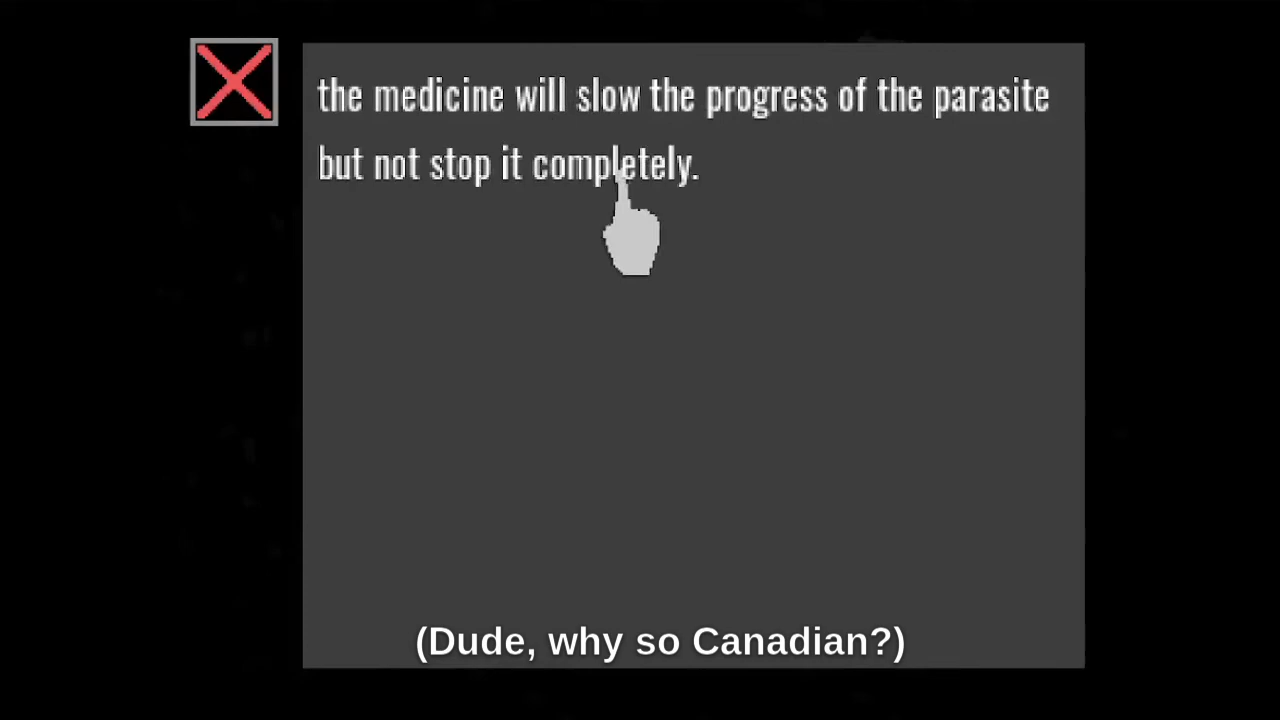 the medicine will slow the progress of the parasite
but not stop it completely.
(Dude, why so Canadian?)